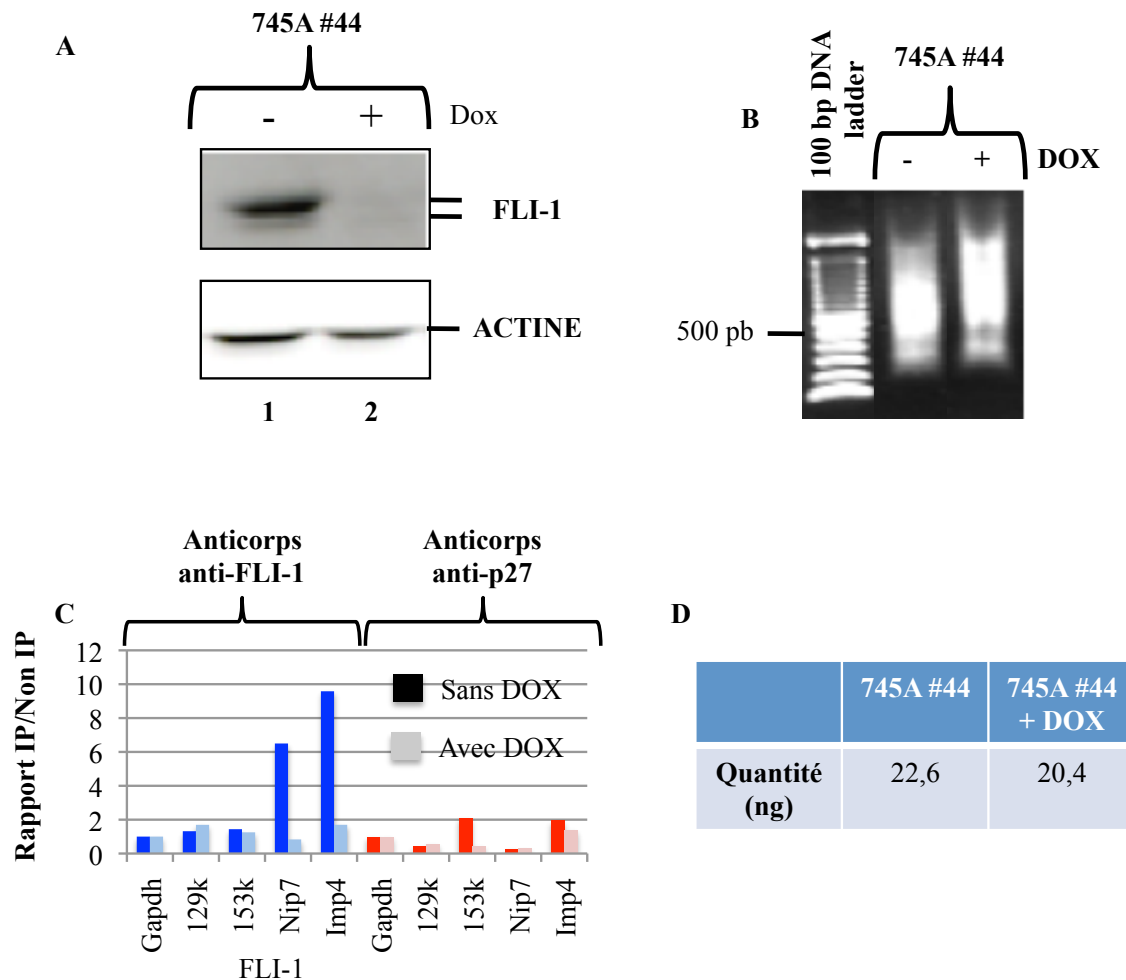 A
745A #44
- + Dox
FLI-1
ACTINE
1 2
B
100 bp DNA
ladder
745A #44
- + DOX
500 pb
C
Anticorps
anti-FLI-1
Anticorps
anti-p27
Rapport IP/Non IP
12
10
8
6
4
2
0
Sans DOX
Avec DOX
Gapdh
129k
153k
Nip7
Imp4
Gapdh
129k
153k
Nip7
Imp4
FLI-1
D
745A #44
745A #44
+ DOX
Quantité
(ng)
22,6
20,4